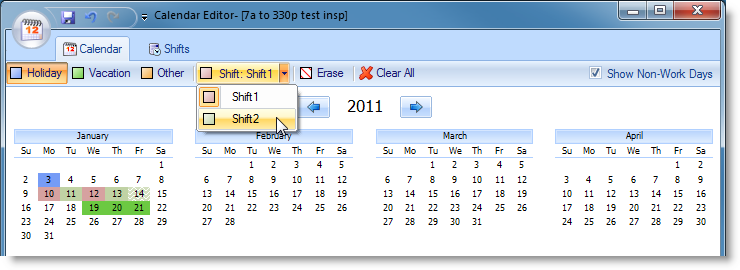 Calendar Editor- [7a to 330p test insp]
12 Calendar Shifts
Holiday Vacation Other Shift: Shift1 Erase Clear All Show Non-Work Days
Shift1
Shift2
2011
January February March April
Su Mo Tu We Th Fr Sa Su Mo Tu We Th Fr Sa Su Mo Tu We Th Fr Sa Su Mo Tu We Th Fr Sa
1 1 2 3 4 5 1 2 3 4 5 1 2
2 3 4 5 6 7 8 6 7 8 9 10 11 12 6 7 8 9 10 11 12 3 4 5 6 7 8 9
9 10 11 12 13 14 15 13 14 15 16 17 18 19 13 14 15 16 17 18 19 10 11 12 13 14 15 16
16 17 18 19 20 21 22 20 21 22 23 24 25 26 20 21 22 23 24 25 26 17 18 19 20 21 22 23
23 24 25 26 27 28 29 27 28 27 28 29 30 31 24 25 26 27 28 29 30
30 31